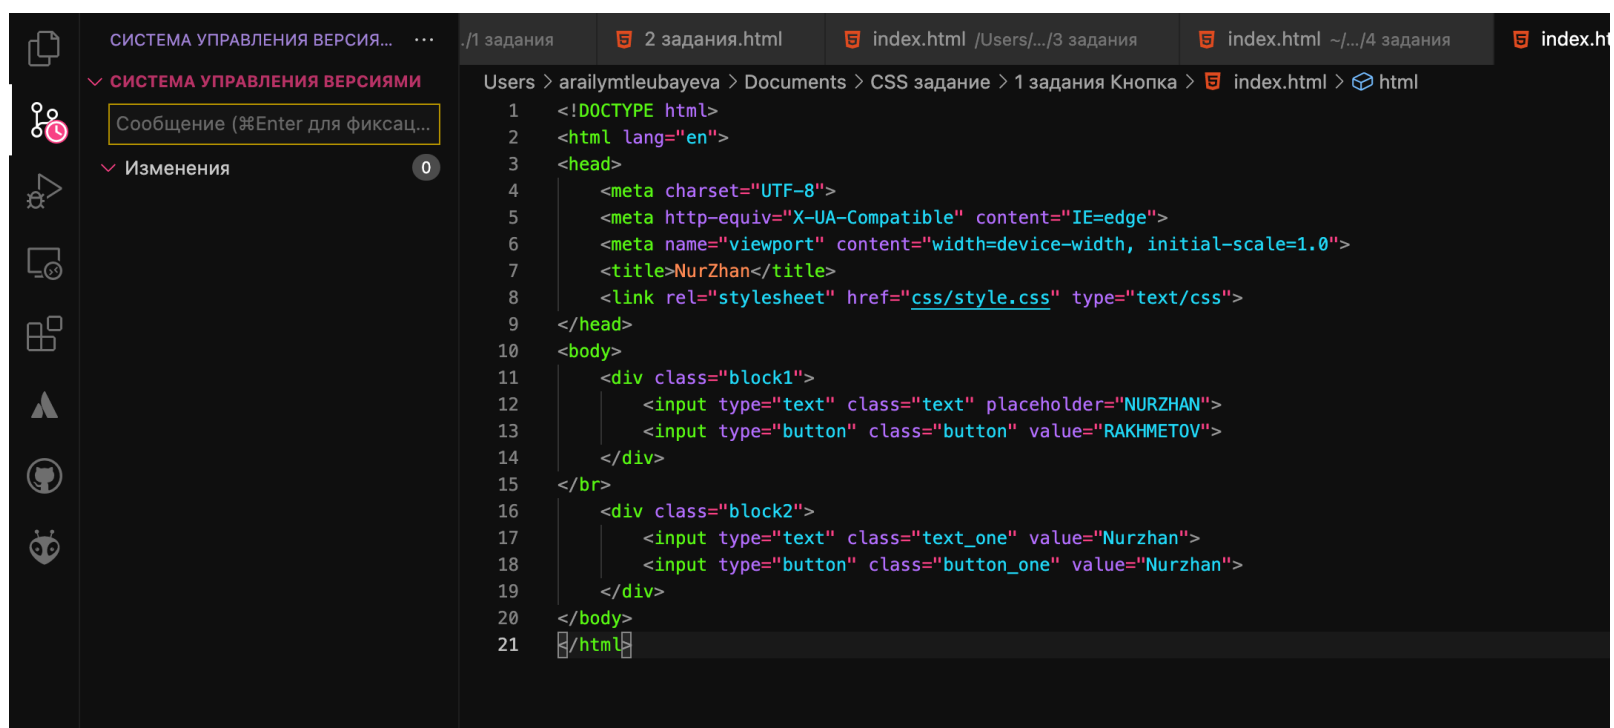 СИСТЕМА УПРАВЛЕНИЯ ВЕРСИЯ... ···
СИСТЕМА УПРАВЛЕНИЯ ВЕРСИЯМИ
Сообщение (⌘Enter для фиксац...
Изменения 0
./1 задания 2 задания.html index.html /Users/.../3 задания index.html ~/.../4 задания index.ht
Users > arailymtleubayeva > Documents > CSS задание > 1 задания Кнопка > index.html > html
1 <!DOCTYPE html>
2 <html lang="en">
3 <head>
4 <meta charset="UTF-8">
5 <meta http-equiv="X-UA-Compatible" content="IE=edge">
6 <meta name="viewport" content="width=device-width, initial-scale=1.0">
7 <title>NurZhan</title>
8 <link rel="stylesheet" href="css/style.css" type="text/css">
9 </head>
10 <body>
11 <div class="block1">
12 <input type="text" class="text" placeholder="NURZHAN">
13 <input type="button" class="button" value="RAKHMETOV">
14 </div>
15 </br>
16 <div class="block2">
17 <input type="text" class="text_one" value="Nurzhan">
18 <input type="button" class="button_one" value="Nurzhan">
19 </div>
20 </body>
21 </html>